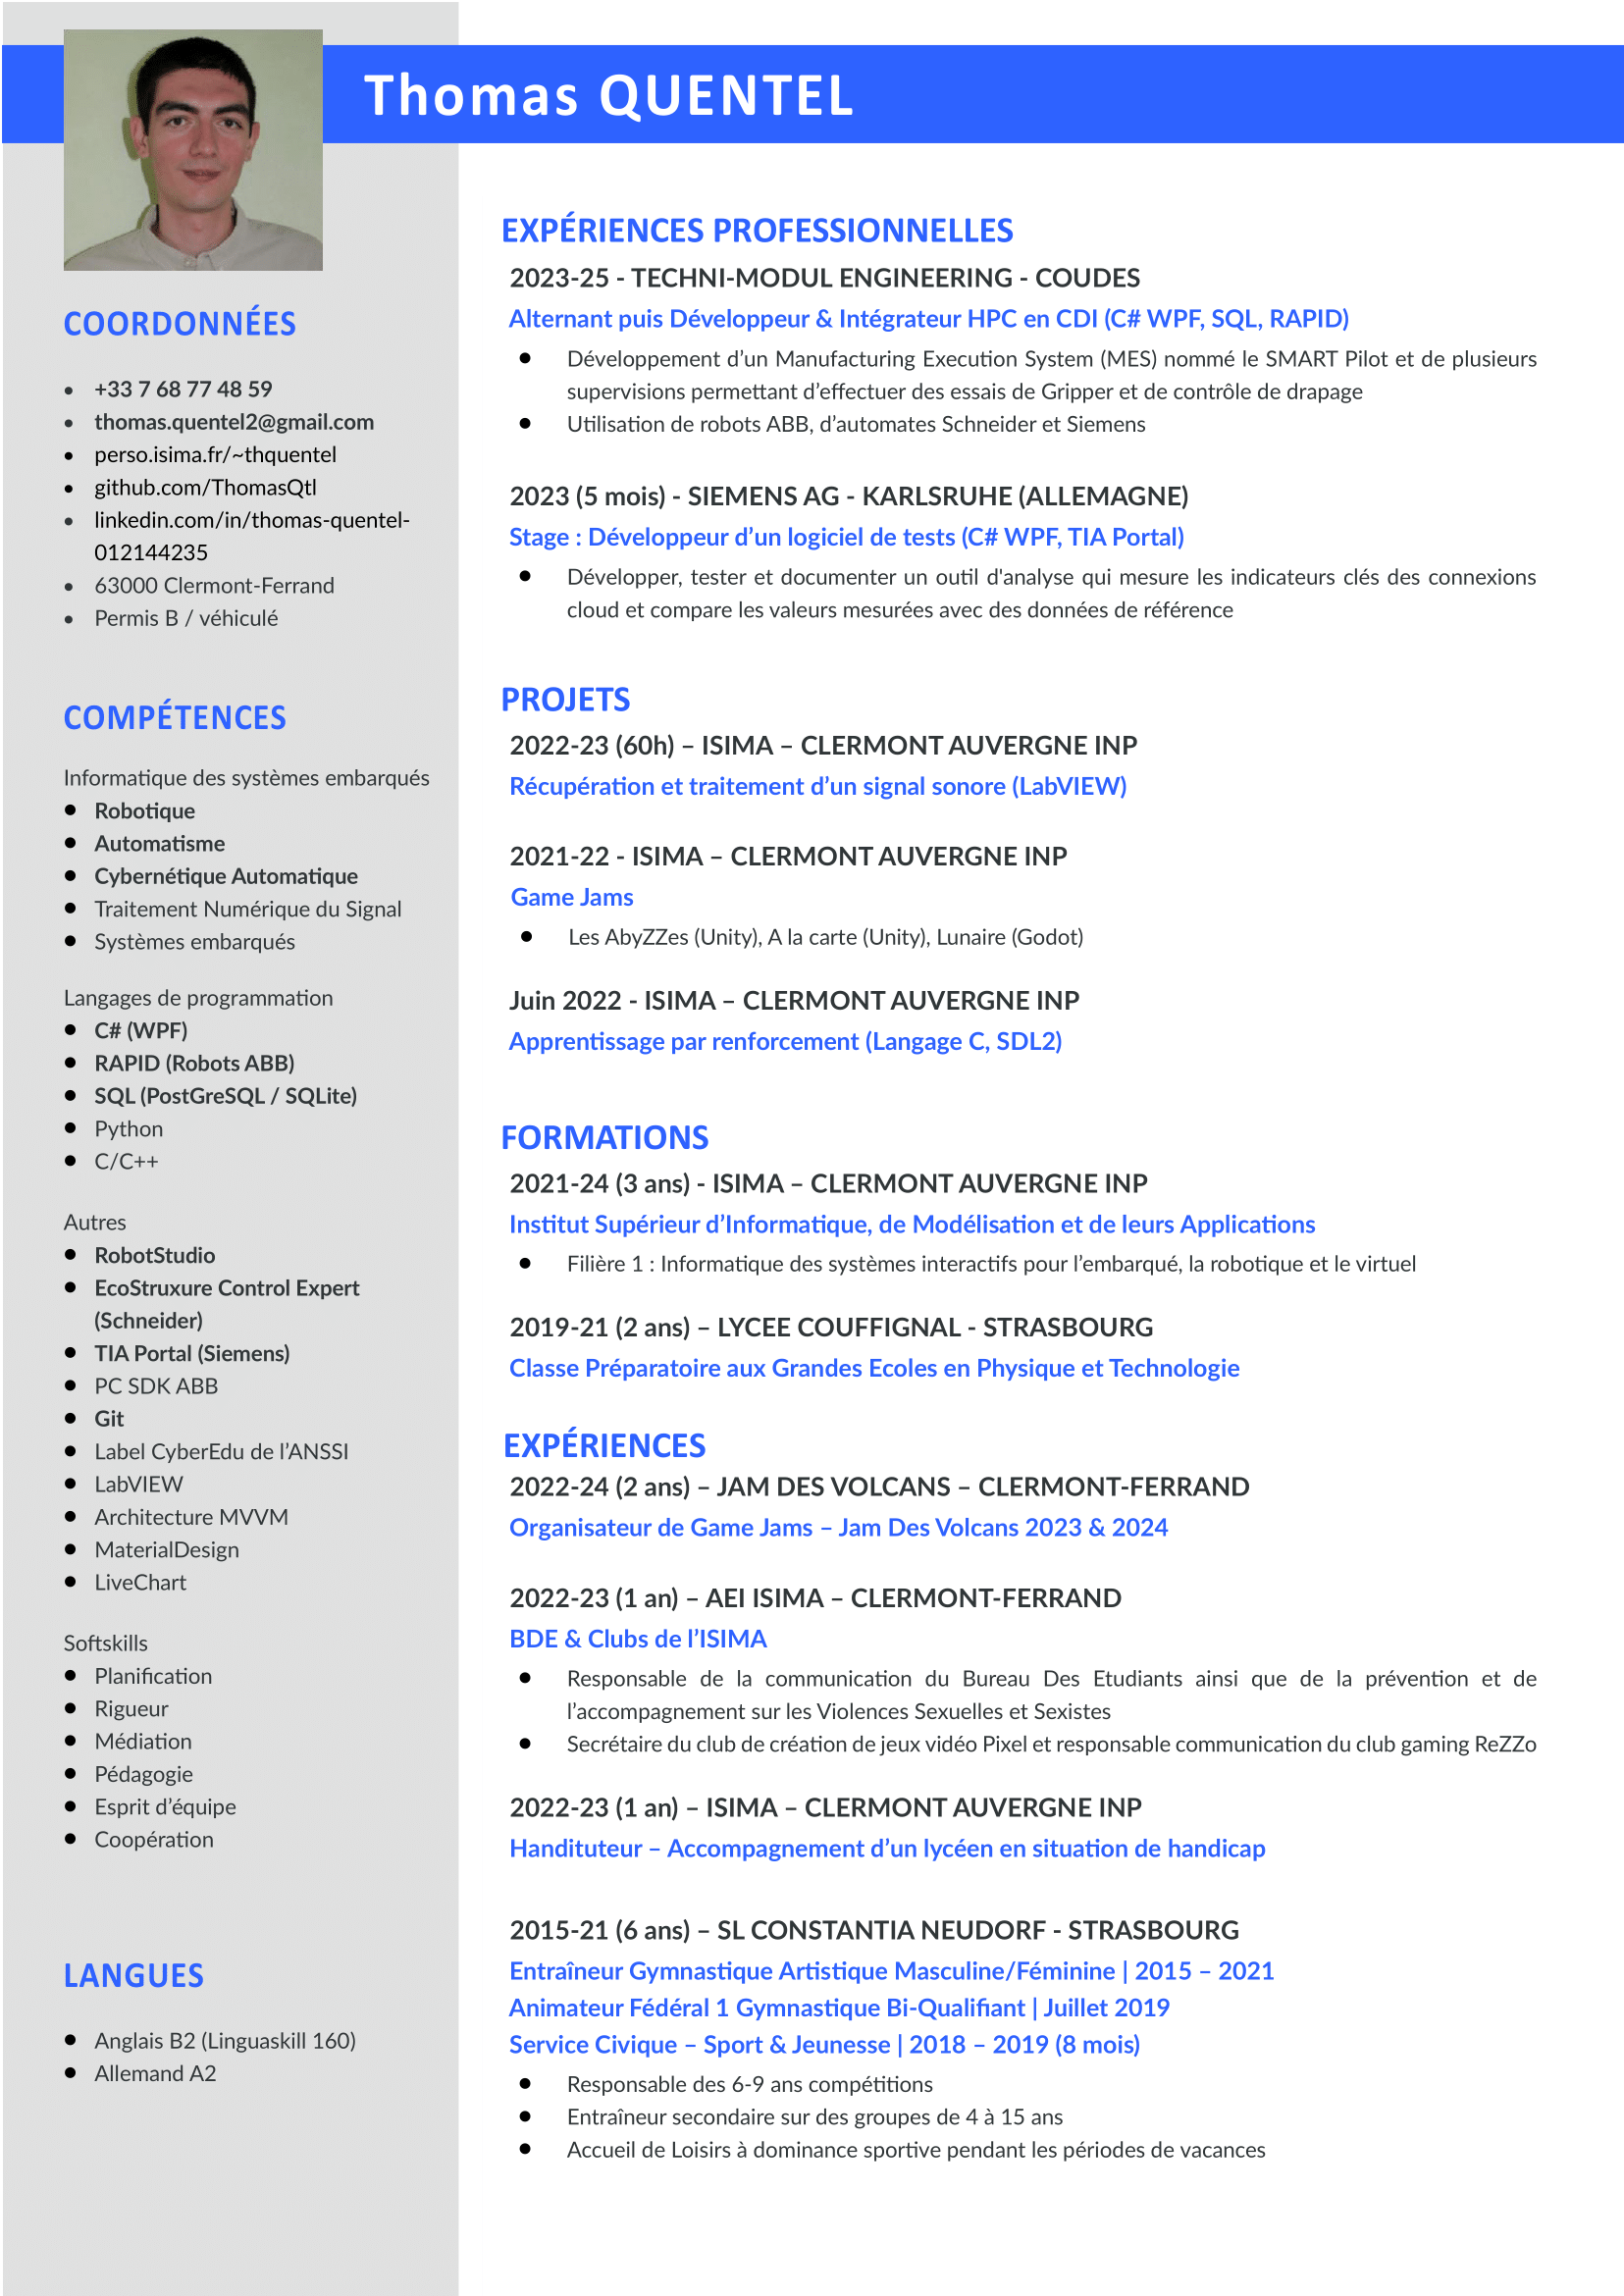 Thomas QUENTEL
COORDONNÉES
+33 7 68 77 48 59
thomas.quentel2@gmail.com
perso.isima.fr/~thquentel
github.com/ThomasQtl
linkedin.com/in/thomas-quentel-
012144235
63000 Clermont-Ferrand
Permis B / véhiculé
COMPÉTENCES
Informatique des systèmes embarqués
Robotique
Automatisme
Cybernétique Automatique
Traitement Numérique du Signal
Systèmes embarqués
Langages de programmation
C# (WPF)
RAPID (Robots ABB)
SQL (PostGreSQL / SQLite)
Python
C/C++
Autres
RobotStudio
EcoStruxure Control Expert
(Schneider)
TIA Portal (Siemens)
PC SDK ABB
Git
Label CyberEdu de l’ANSSI
LabVIEW
Architecture MVVM
MaterialDesign
LiveChart
Softskills
Planification
Rigueur
Médiation
Pédagogie
Esprit d’équipe
Coopération
LANGUES
Anglais B2 (Linguaskill 160)
Allemand A2
EXPÉRIENCES PROFESSIONNELLES
2023-25 - TECHNI-MODUL ENGINEERING - COUDES
Alternant puis Développeur & Intégrateur HPC en CDI (C# WPF, SQL, RAPID)
Développement d’un Manufacturing Execution System (MES) nommé le SMART Pilot et de plusieurs
supervisions permettant d’effectuer des essais de Gripper et de contrôle de drapage
Utilisation de robots ABB, d’automates Schneider et Siemens
2023 (5 mois) - SIEMENS AG - KARLSRUHE (ALLEMAGNE)
Stage : Développeur d’un logiciel de tests (C# WPF, TIA Portal)
Développer, tester et documenter un outil d'analyse qui mesure les indicateurs clés des connexions
cloud et compare les valeurs mesurées avec des données de référence
PROJETS
2022-23 (60h) – ISIMA – CLERMONT AUVERGNE INP
Récupération et traitement d’un signal sonore (LabVIEW)
2021-22 - ISIMA – CLERMONT AUVERGNE INP
Game Jams
Les AbyZZes (Unity), A la carte (Unity), Lunaire (Godot)
Juin 2022 - ISIMA – CLERMONT AUVERGNE INP
Apprentissage par renforcement (Langage C, SDL2)
FORMATIONS
2021-24 (3 ans) - ISIMA – CLERMONT AUVERGNE INP
Institut Supérieur d’Informatique, de Modélisation et de leurs Applications
Filière 1 : Informatique des systèmes interactifs pour l’embarqué, la robotique et le virtuel
2019-21 (2 ans) – LYCEE COUFFIGNAL - STRASBOURG
Classe Préparatoire aux Grandes Ecoles en Physique et Technologie
EXPÉRIENCES
2022-24 (2 ans) – JAM DES VOLCANS – CLERMONT-FERRAND
Organisateur de Game Jams – Jam Des Volcans 2023 & 2024
2022-23 (1 an) – AEI ISIMA – CLERMONT-FERRAND
BDE & Clubs de l’ISIMA
Responsable de la communication du Bureau Des Etudiants ainsi que de la prévention et de
l’accompagnement sur les Violences Sexuelles et Sexistes
Secrétaire du club de création de jeux vidéo Pixel et responsable communication du club gaming ReZZo
2022-23 (1 an) – ISIMA – CLERMONT AUVERGNE INP
Handituteur – Accompagnement d’un lycéen en situation de handicap
2015-21 (6 ans) – SL CONSTANTIA NEUDORF - STRASBOURG
Entraîneur Gymnastique Artistique Masculine/Féminine | 2015 – 2021
Animateur Fédéral 1 Gymnastique Bi-Qualifiant | Juillet 2019
Service Civique – Sport & Jeunesse | 2018 – 2019 (8 mois)
Responsable des 6-9 ans compétitions
Entraîneur secondaire sur des groupes de 4 à 15 ans
Accueil de Loisirs à dominance sportive pendant les périodes de vacances